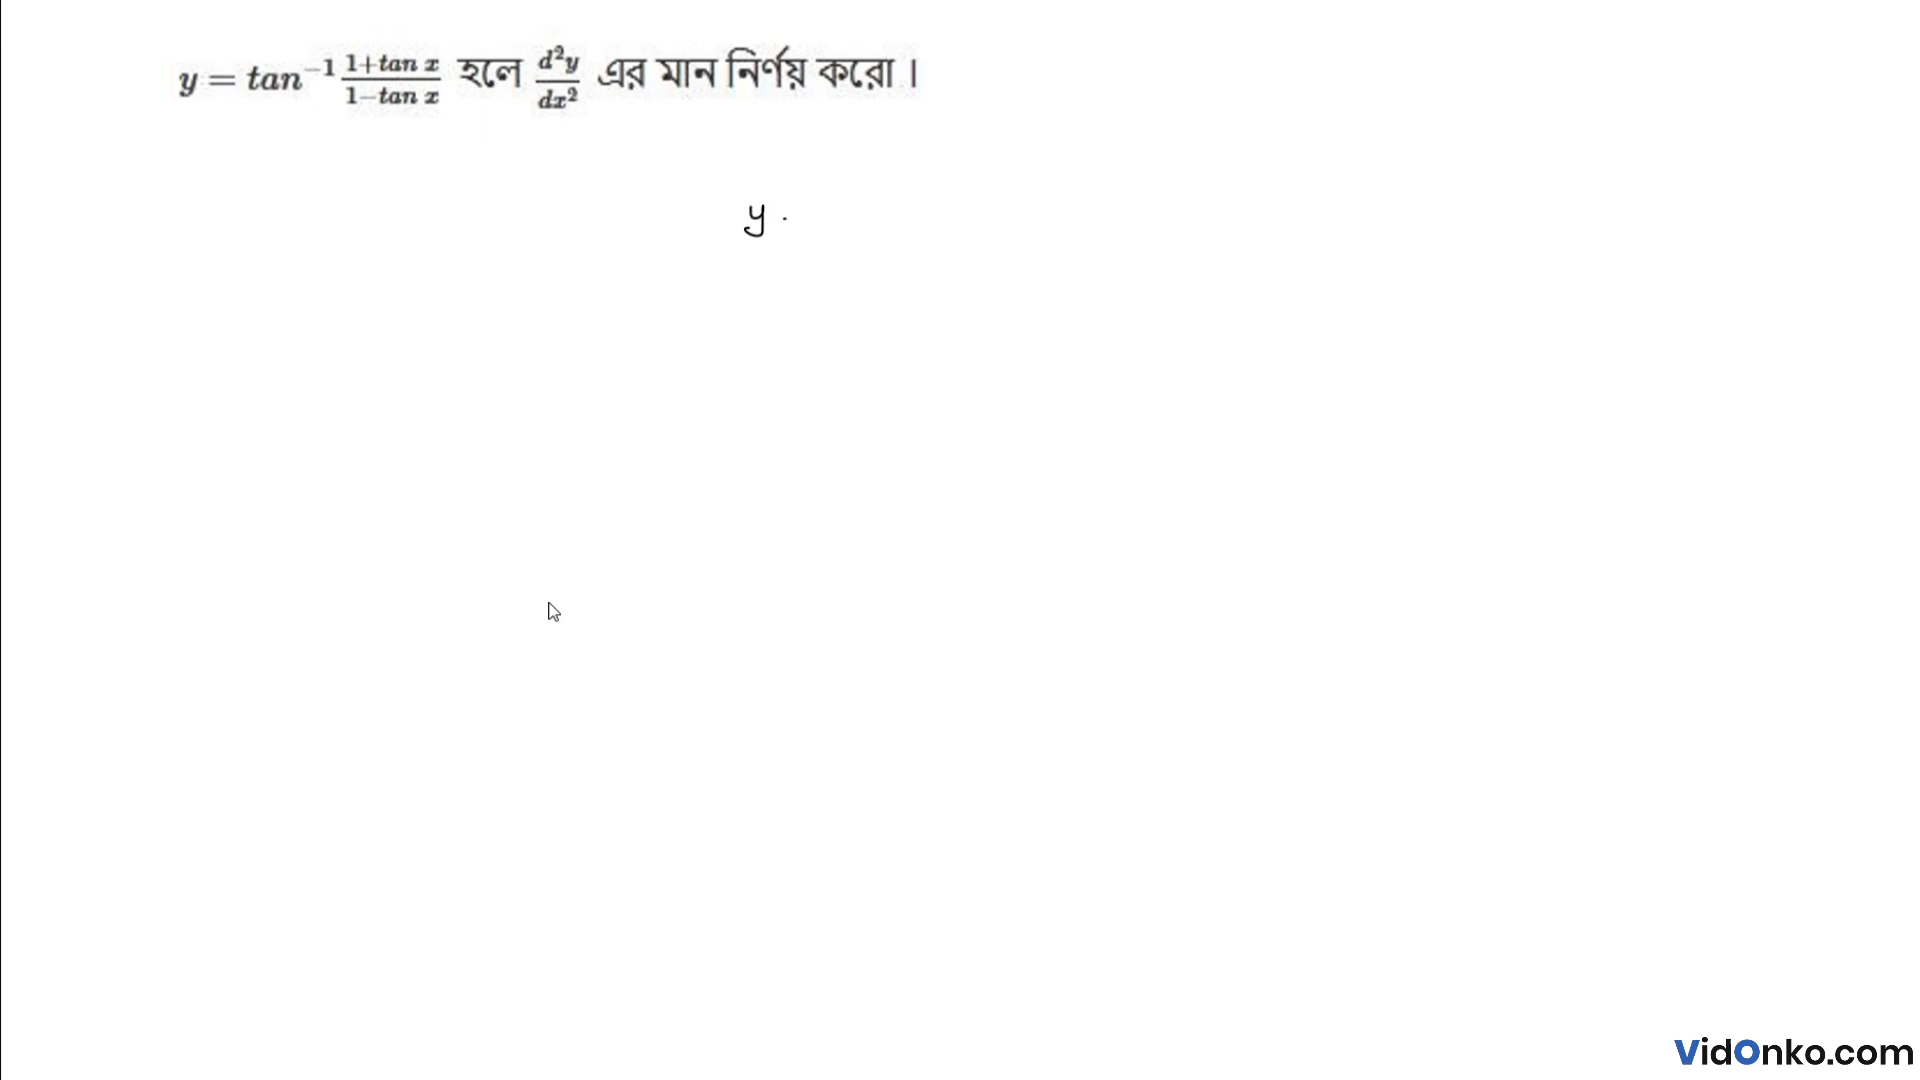 y = tan⁻¹ (1+tan x)/(1−tan x) হলে d²y/dx² এর মান নির্ণয় করো।
y .
VidOnko.com